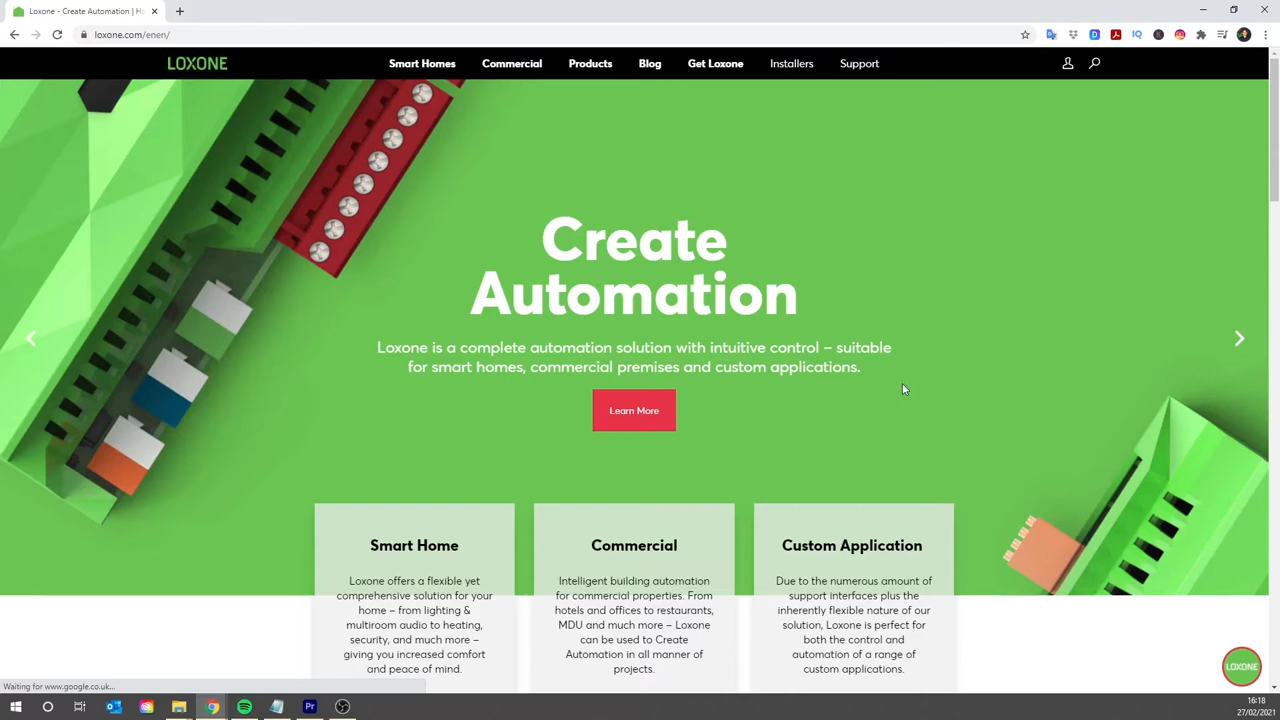 Loxone - Create Automation | H
loxone.com/enen/
LOXONE
Smart Homes
Commercial
Products
Blog
Get Loxone
Installers
Support
Create
Automation
Loxone is a complete automation solution with intuitive control – suitable
for smart homes, commercial premises and custom applications.
Learn More
Smart Home
Loxone offers a flexible yet
comprehensive solution for your
home – from lighting &
multiroom audio to heating,
security, and much more –
giving you increased comfort
and peace of mind.
Commercial
Intelligent building automation
for commercial properties. From
hotels and offices to restaurants,
MDU and much more – Loxone
can be used to Create
Automation in all manner of
projects.
Custom Application
Due to the numerous amount of
support interfaces plus the
inherently flexible nature of our
solution, Loxone is perfect for
both the control and
automation of a range of
custom applications.
LOXONE
Waiting for www.google.co.uk...
16:18
27/02/2021